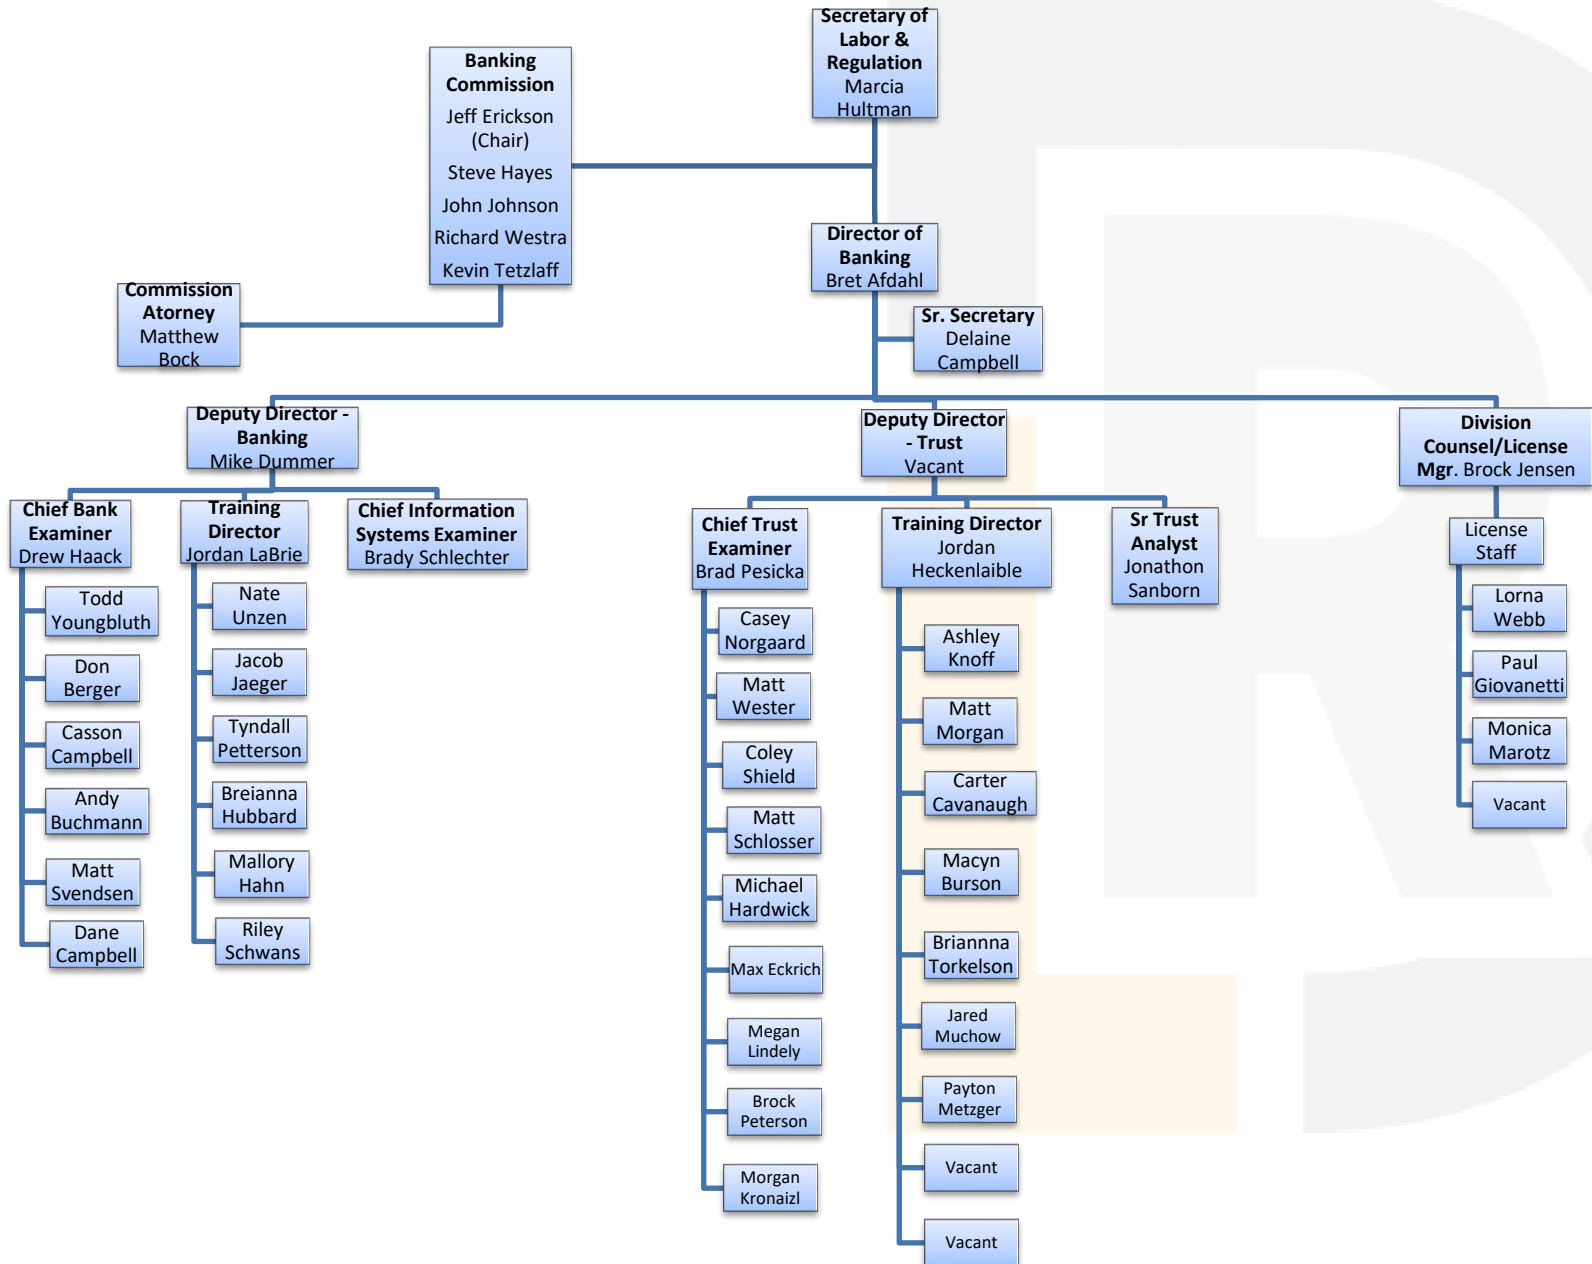 Secretary of
Labor &
Regulation
Marcia
Hultman
Banking
Commission
Jeff Erickson
(Chair)
Steve Hayes
John Johnson
Richard Westra
Kevin Tetzlaff
Director of
Banking
Bret Afdahl
Commission
Atorney
Matthew
Bock
Sr. Secretary
Delaine
Campbell
Deputy Director -
Banking
Mike Dummer
Deputy Director
- Trust
Vacant
Division
Counsel/License
Mgr. Brock Jensen
Chief Bank
Examiner
Drew Haack
Training
Director
Jordan LaBrie
Chief Information
Systems Examiner
Brady Schlechter
Chief Trust
Examiner
Brad Pesicka
Training Director
Jordan
Heckenlaible
Sr Trust
Analyst
Jonathon
Sanborn
License
Staff
Todd
Youngbluth
Don
Berger
Casson
Campbell
Andy
Buchmann
Matt
Svendsen
Dane
Campbell
Nate
Unzen
Jacob
Jaeger
Tyndall
Petterson
Breianna
Hubbard
Mallory
Hahn
Riley
Schwans
Casey
Norgaard
Matt
Wester
Coley
Shield
Matt
Schlosser
Michael
Hardwick
Max Eckrich
Megan
Lindely
Brock
Peterson
Morgan
Kronaizl
Ashley
Knoff
Matt
Morgan
Carter
Cavanaugh
Macyn
Burson
Briannna
Torkelson
Jared
Muchow
Payton
Metzger
Vacant
Vacant
Lorna
Webb
Paul
Giovanetti
Monica
Marotz
Vacant